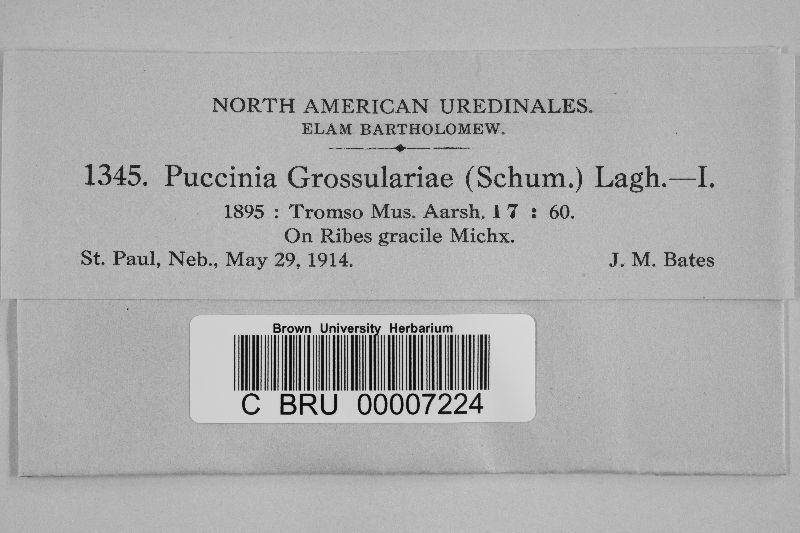 NORTH AMERICAN UREDINALES.
ELAM BARTHOLOMEW.
1345. Puccinia Grossulariae (Schum.) Lagh.—I.
1895 : Tromso Mus. Aarsh. 17 : 60.
On Ribes gracile Michx.
St. Paul, Neb., May 29, 1914. J. M. Bates
Brown University Herbarium
C BRU 00007224